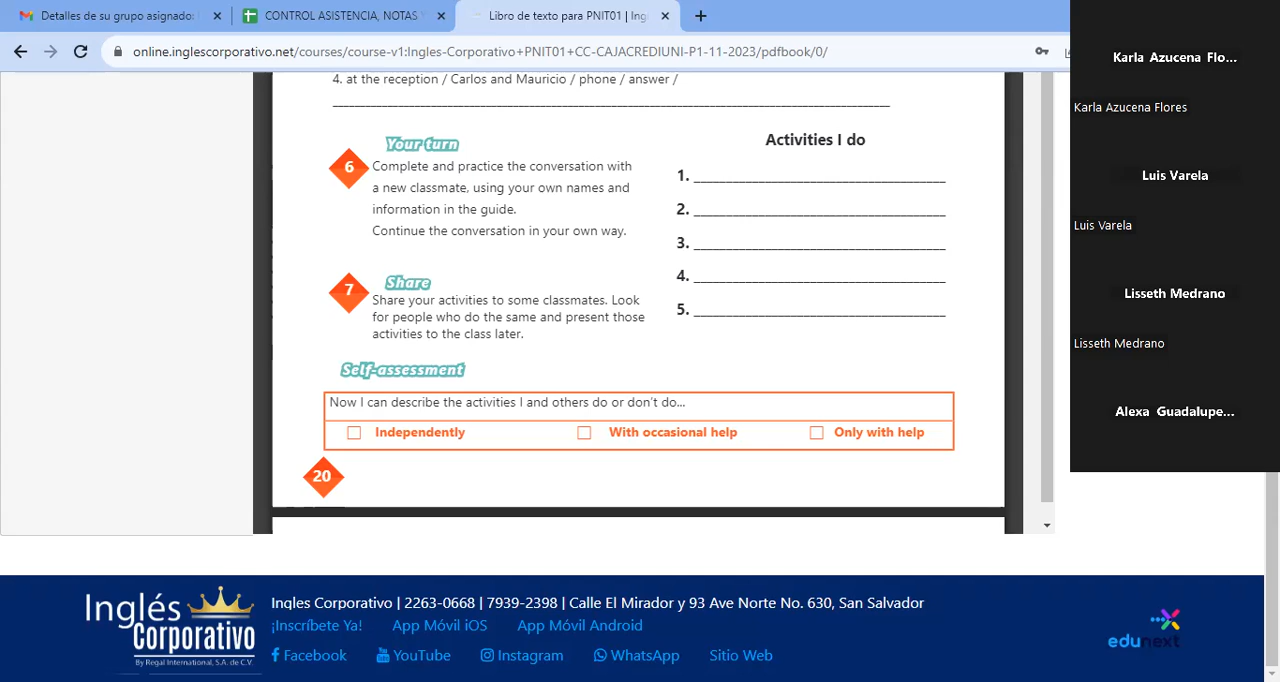 Detalles de su grupo asignado:
CONTROL ASISTENCIA, NOTAS Y
Libro de texto para PNIT01 | Ingl
online.inglescorporativo.net/courses/course-v1:Ingles-Corporativo+PNIT01+CC-CAJACREDIUNI-P1-11-2023/pdfbook/0/
4. at the reception / Carlos and Mauricio / phone / answer /
Your turn
6
Complete and practice the conversation with
a new classmate, using your own names and
information in the guide.
Continue the conversation in your own way.
Activities I do
1.
2.
3.
4.
5.
Share
7
Share your activities to some classmates. Look
for people who do the same and present those
activities to the class later.
Self-assessment
Now I can describe the activities I and others do or don't do...
Independently
With occasional help
Only with help
20
Karla Azucena Flo...
Karla Azucena Flores
Luis Varela
Luis Varela
Lisseth Medrano
Lisseth Medrano
Alexa Guadalupe...
Inglés
Corporativo
By Regal International, S.A. de C.V.
Ingles Corporativo | 2263-0668 | 7939-2398 | Calle El Mirador y 93 Ave Norte No. 630, San Salvador
¡Inscríbete Ya! App Móvil iOS App Móvil Android
Facebook YouTube Instagram WhatsApp Sitio Web
edunext